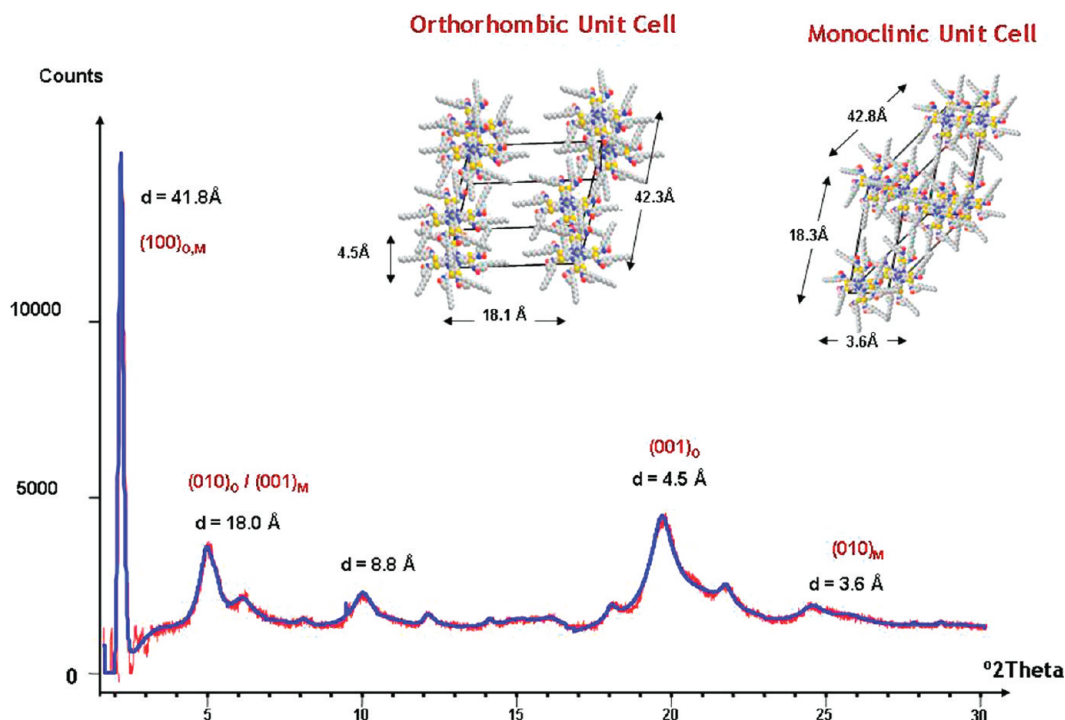 Orthorhombic Unit Cell
Monoclinic Unit Cell
Counts
42.8Å
d = 41.8Å
42.3Å
(100)O,M
4.5Å
18.3Å
18.1 Å
10000
3.6Å
(001)O
5000
(010)O / (001)M
d = 4.5 Å
d = 18.0 Å
(010)M
d = 8.8 Å
d = 3.6 Å
0
º2Theta
5 10 15 20 25 30